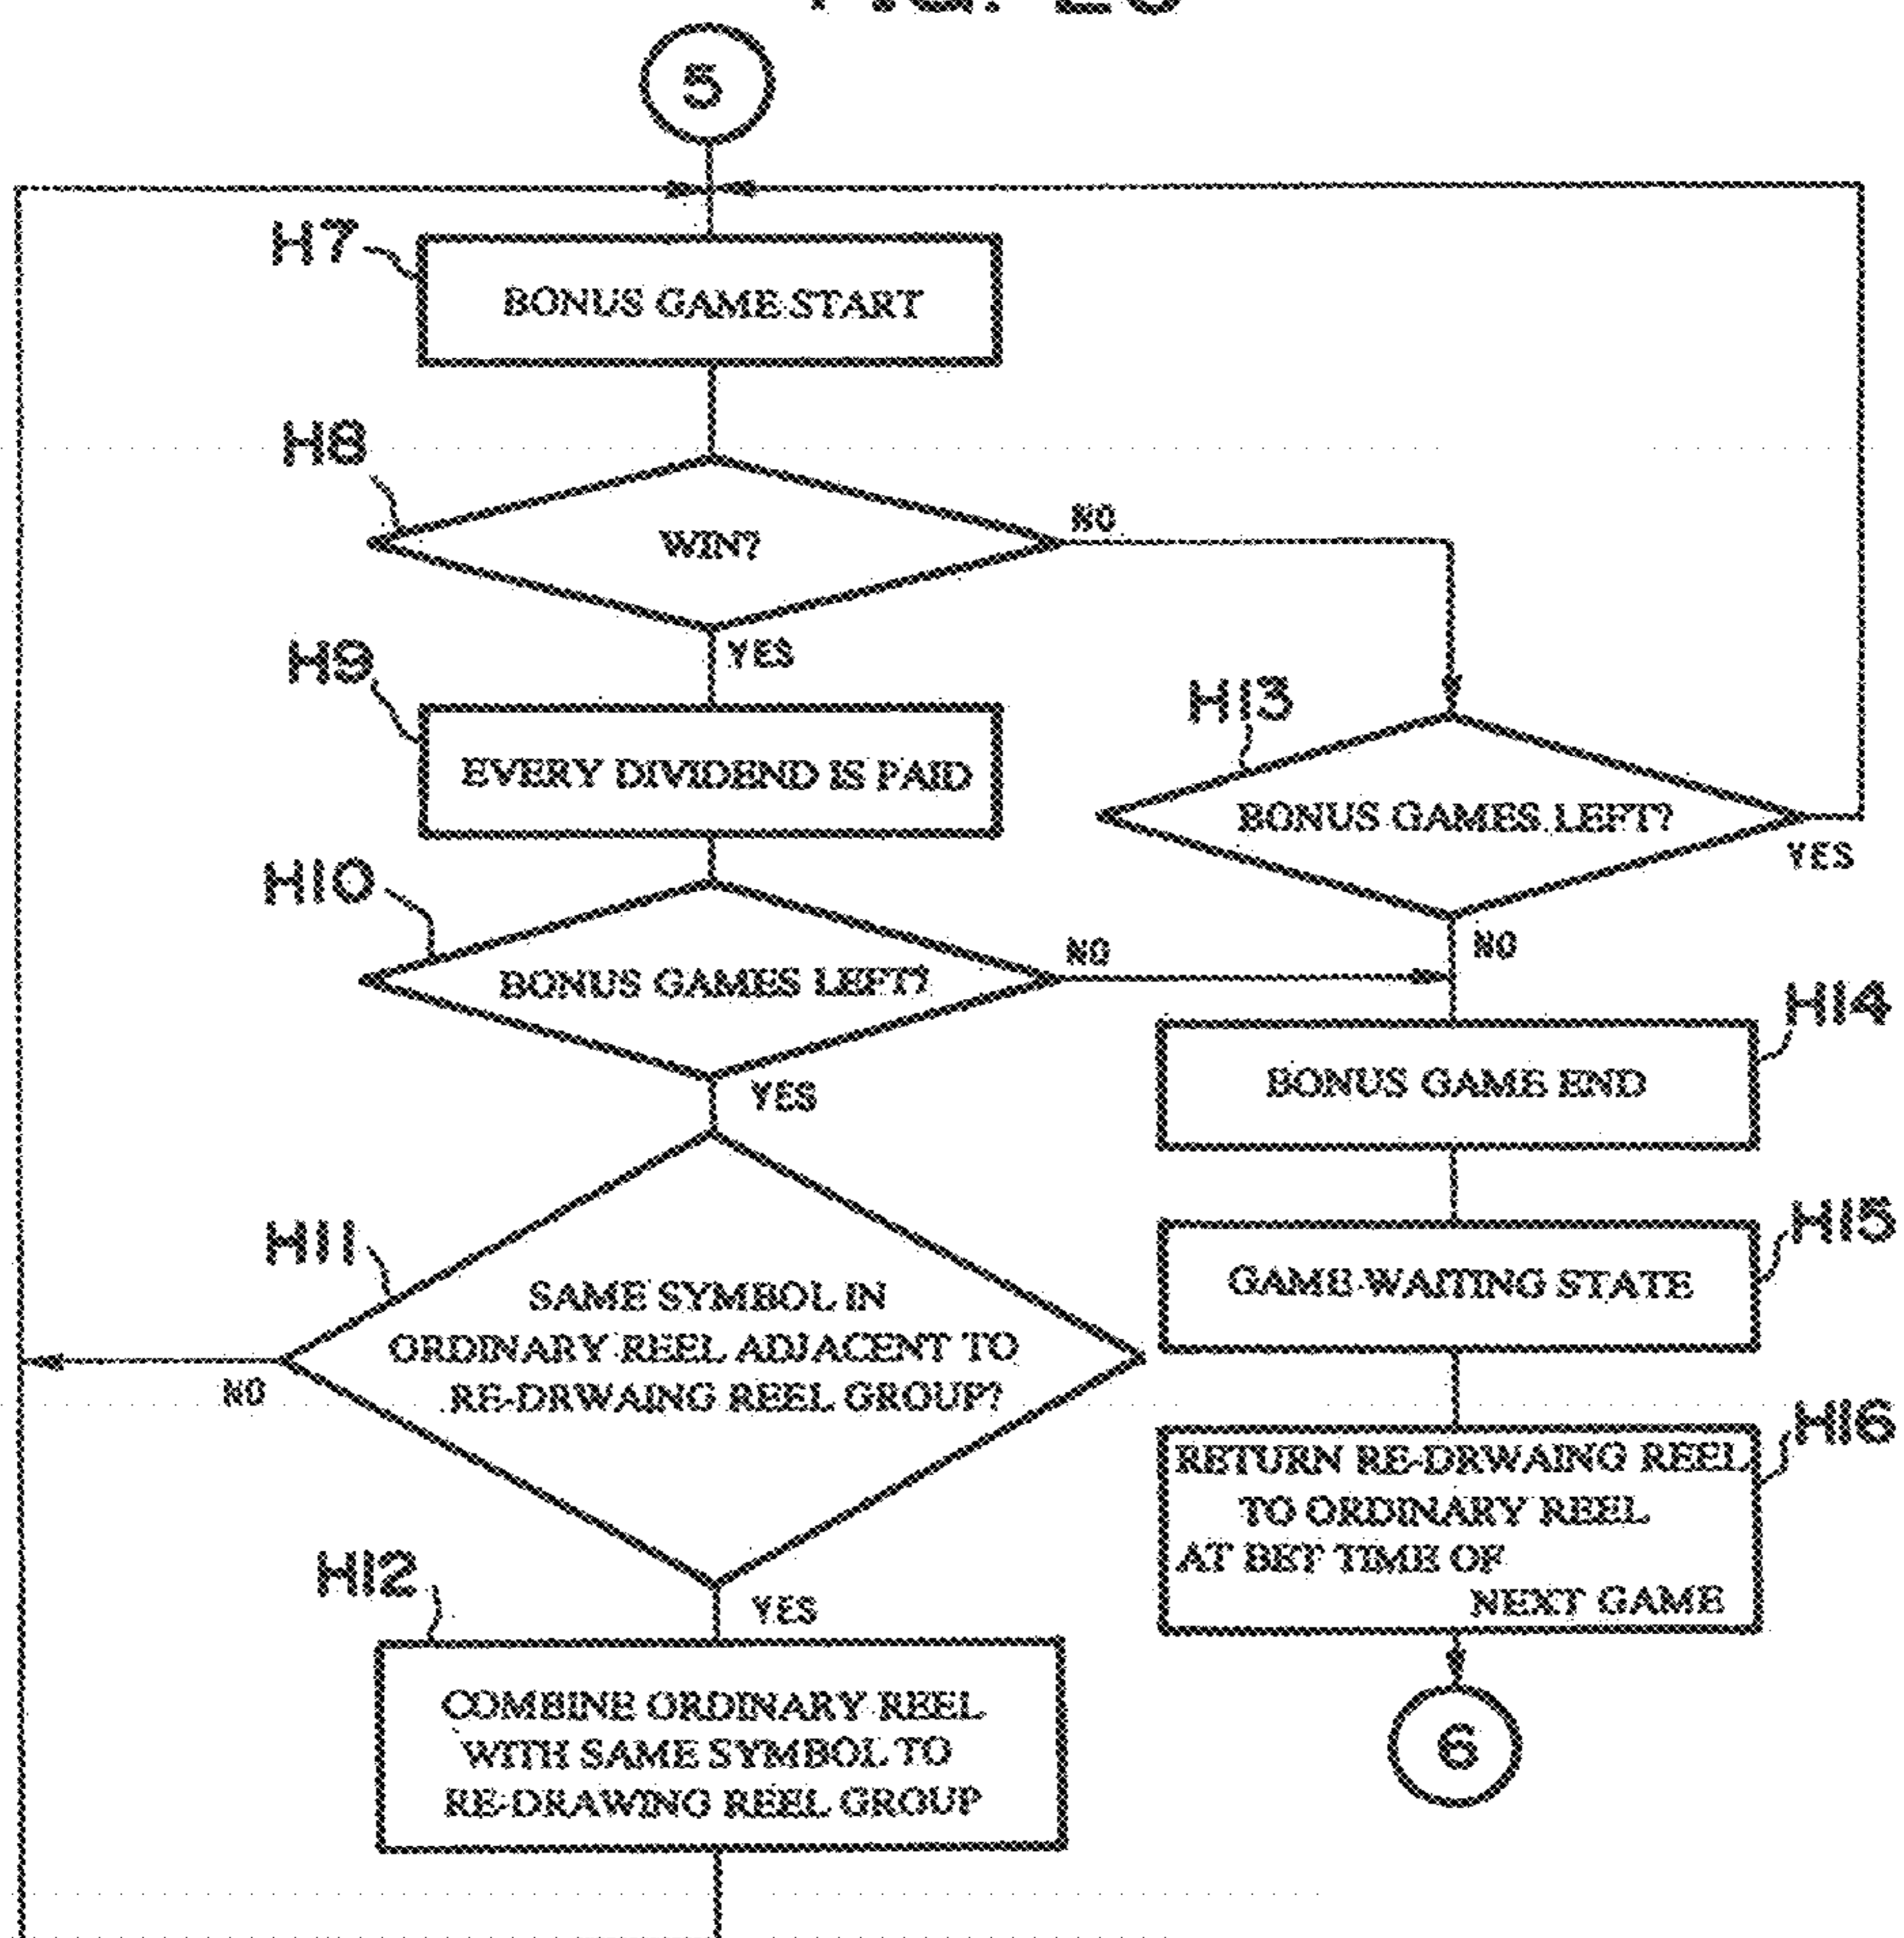 5
H7
BONUS GAME START
H8
WIN?
NO
YES
H9
EVERY DIVIDEND IS PAID
H13
BONUS GAMES LEFT?
YES
NO
H10
BONUS GAMES LEFT?
NO
YES
H14
BONUS GAME END
H11
SAME SYMBOL IN
ORDINARY REEL ADJACENT TO
RE-DRWAING REEL GROUP?
NO
YES
H15
GAME-WAITING STATE
H16
RETURN RE-DRWAING REEL
TO ORDINARY REEL
AT BET TIME OF
NEXT GAME
H12
COMBINE ORDINARY REEL
WITH SAME SYMBOL TO
RE-DRAWING REEL GROUP
6